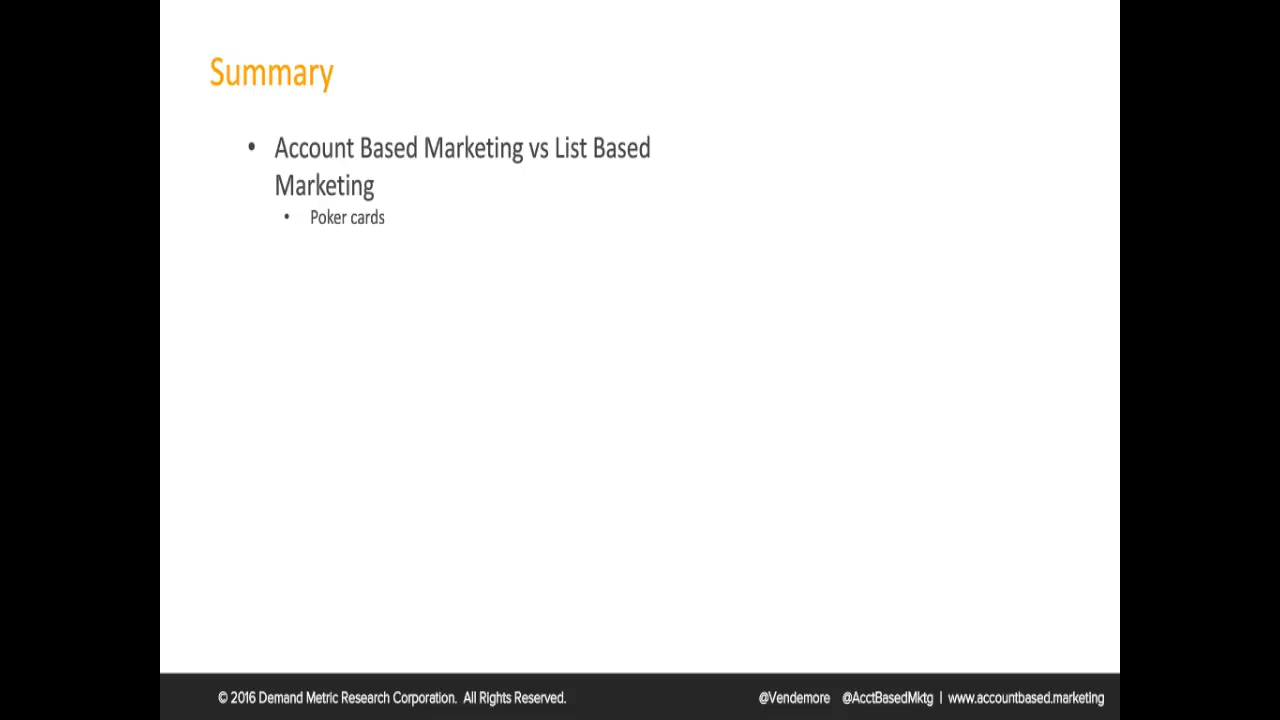 Summary
• Account Based Marketing vs List Based
Marketing
• Poker cards
© 2016 Demand Metric Research Corporation. All Rights Reserved.
@Vendemore @AcctBasedMktg | www.accountbased.marketing